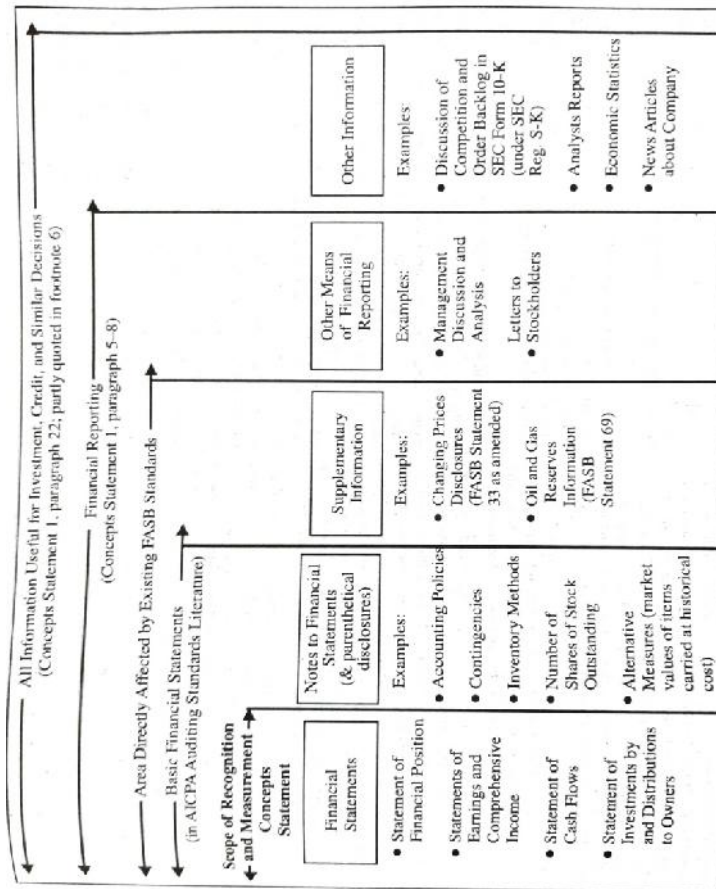 All Information Useful for Investment, Credit, and Similar Decisions
(Concepts Statement 1, paragraph 22; partly quoted in footnote 6)
Financial Reporting
(Concepts Statement 1, paragraph 5–8)
Area Directly Affected by Existing FASB Standards
Basic Financial Statements
(in AICPA Auditing Standards Literature)
Scope of Recognition
and Measurement
Concepts
Statement
Financial
Statements
• Statement of
Financial Position
• Statements of
Earnings and
Comprehensive
Income
• Statement of
Cash Flows
• Statement of
Investments by
and Distributions
to Owners
Notes to Financial
Statements
(& parenthetical
disclosures)
Examples:
• Accounting Policies
• Contingencies
• Inventory Methods
• Number of
Shares of Stock
Outstanding
• Alternative
Measures (market
values of items
carried at historical
cost)
Supplementary
Information
Examples:
• Changing Prices
Disclosures
(FASB Statement
33 as amended)
• Oil and Gas
Reserves
Information
(FASB
Statement 69)
Other Means
of Financial
Reporting
Examples:
• Management
Discussion and
Analysis
Letters to
• Stockholders
Other Information
Examples:
• Discussion of
Competition and
Order Backlog in
SEC Form 10–K
(under SEC
Reg. S-K)
• Analysts Reports
• Economic Statistics
• News Articles
about Company